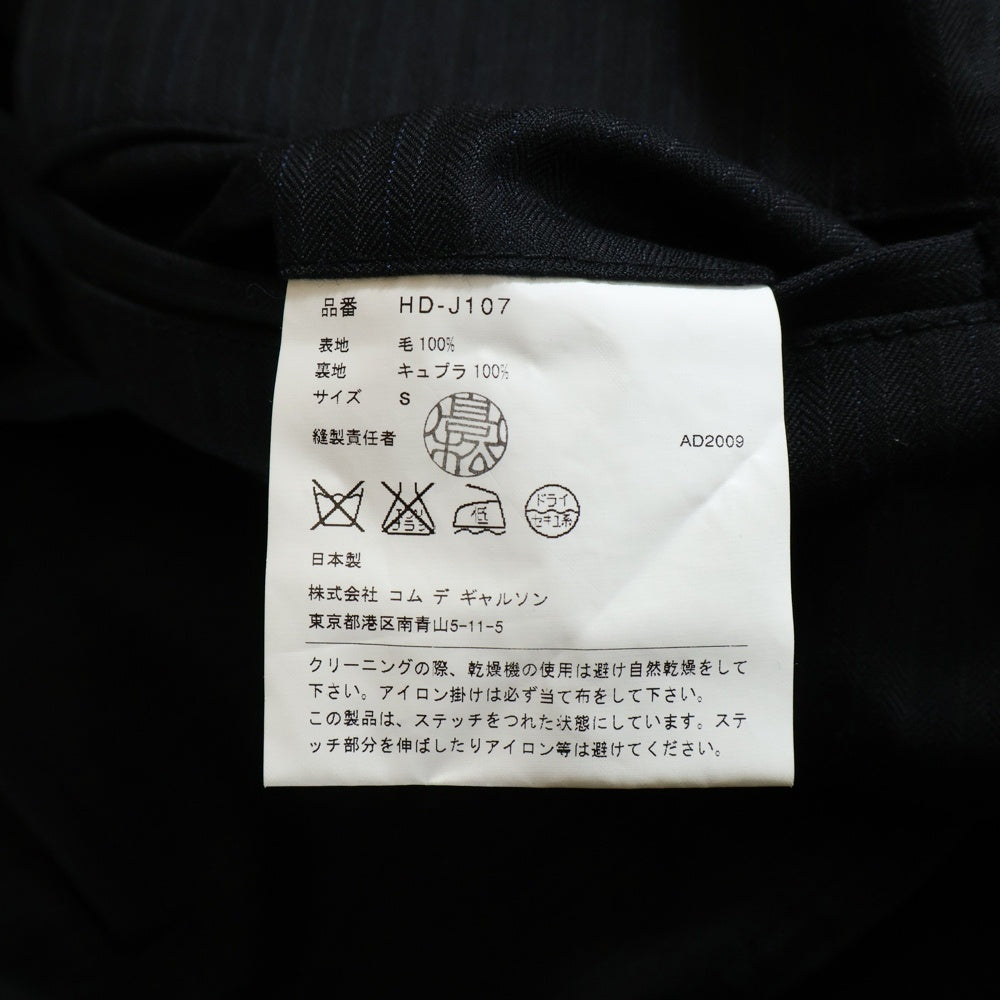 品番 HD-J107
表地 毛100%
裏地 キュプラ100%
サイズ S
縫製責任者 AD2009
低
ドライ
セキユ系
日本製
株式会社 コム デ ギャルソン
東京都港区南青山5-11-5
クリーニングの際、乾燥機の使用は避け自然乾燥をして
下さい。アイロン掛けは必ず当て布をして下さい。
この製品は、ステッチをつれた状態にしています。ステ
ッチ部分を伸ばしたりアイロン等は避けてください。